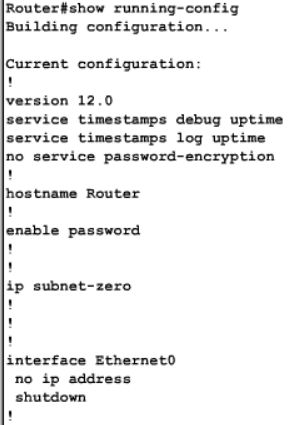 Router#show running-config
Building configuration...
Current configuration:
!
version 12.0
service timestamps debug uptime
service timestamps log uptime
no service password-encryption
!
hostname Router
!
enable password
!
!
ip subnet-zero
!
!
!
interface Ethernet0
 no ip address
 shutdown
!